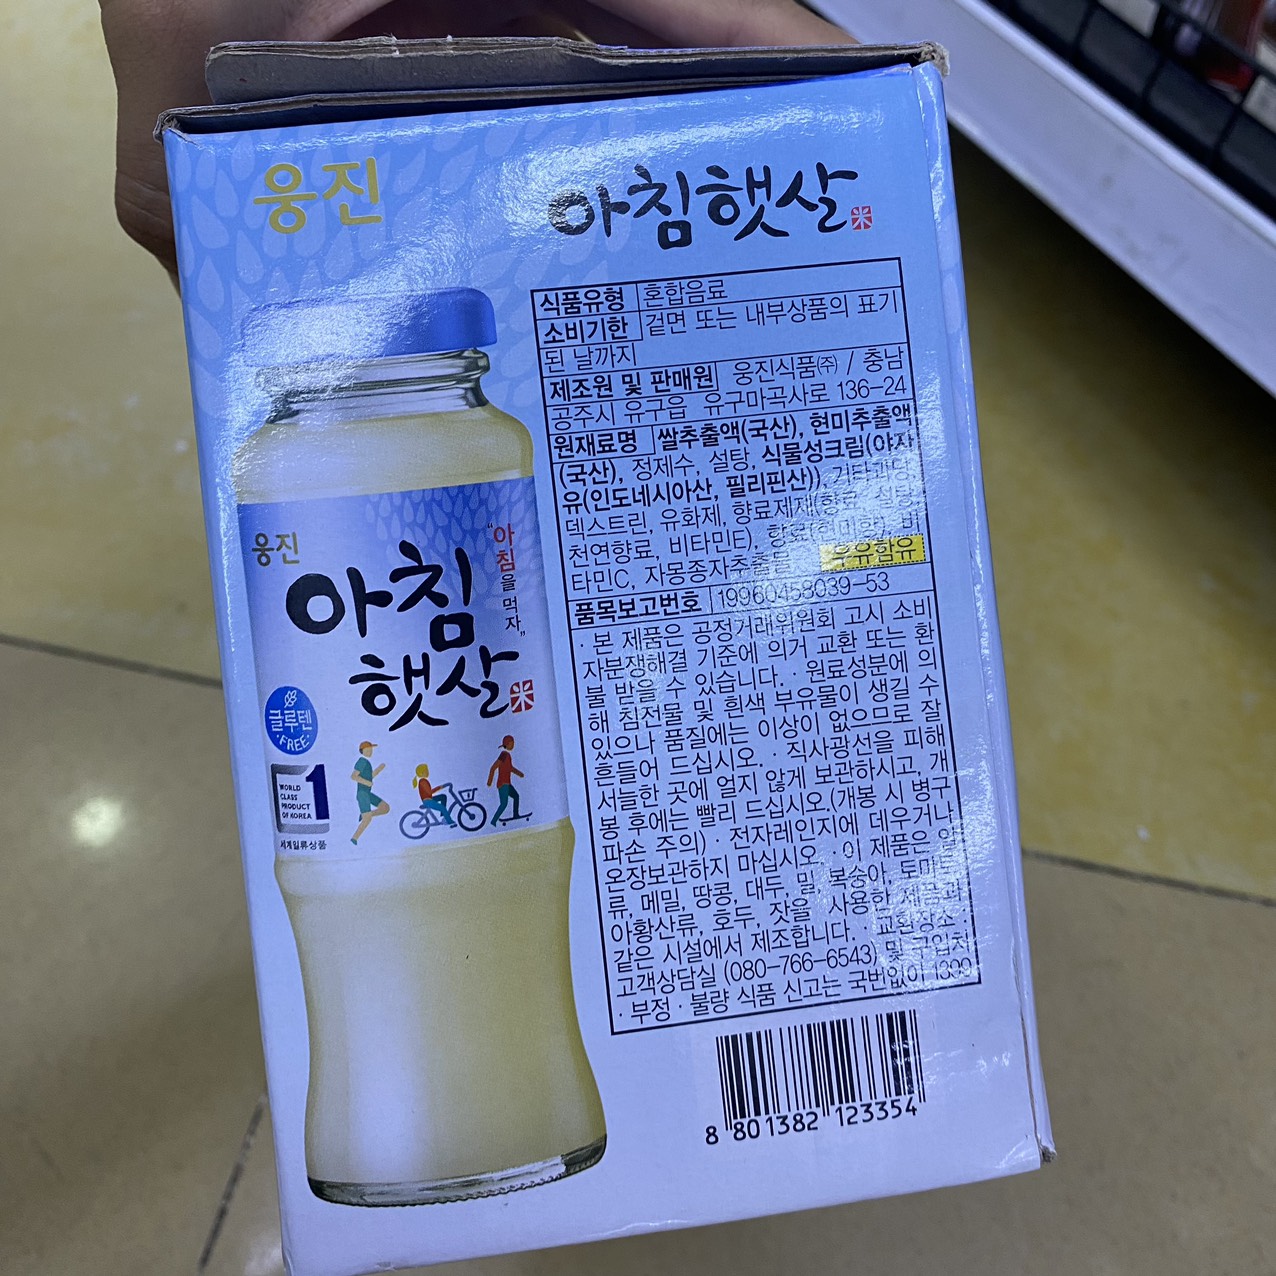 웅진
아침햇살 米
식품유형 혼합음료
소비기한 겉면 또는 내부상품의 표기
된 날까지
제조원 및 판매원 웅진식품㈜ / 충남
공주시 유구읍 유구마곡사로 136-24
원재료명 쌀추출액(국산), 현미추출액
(국산), 정제수, 설탕, 식물성크림(야자
유(인도네시아산, 필리핀산)), 기타과당,
덱스트린, 유화제, 향료제제(향료,
천연향료, 비타민E), 향료(현미향), 비
타민C, 자몽종자추출물 우유함유
품목보고번호 19960458039-53
· 본 제품은 공정거래위원회 고시 소비
자분쟁해결 기준에 의거 교환 또는 환
불 받을 수 있습니다. · 원료성분에 의
해 침전물 및 흰색 부유물이 생길 수
있으나 품질에는 이상이 없으므로 잘
흔들어 드십시오. · 직사광선을 피해
서늘한 곳에 얼지 않게 보관하시고, 개
봉 후에는 빨리 드십시오.(개봉 시 병구
파손 주의) · 전자레인지에 데우거나
온장보관하지 마십시오. · 이 제품은 알
류, 메밀, 땅콩, 대두, 밀, 복숭아, 토마토,
아황산류, 호두, 잣을 사용한 제품과
같은 시설에서 제조합니다. · 교환장소 :
고객상담실 (080-766-6543) 및 구입처
· 부정 · 불량 식품 신고는 국번없이 1399
8 801382 123354
웅진
"아침을 먹자"
아침
햇살 米
글루텐
·FREE·
1
WORLD
CLASS
PRODUCT
OF KOREA
세계일류상품